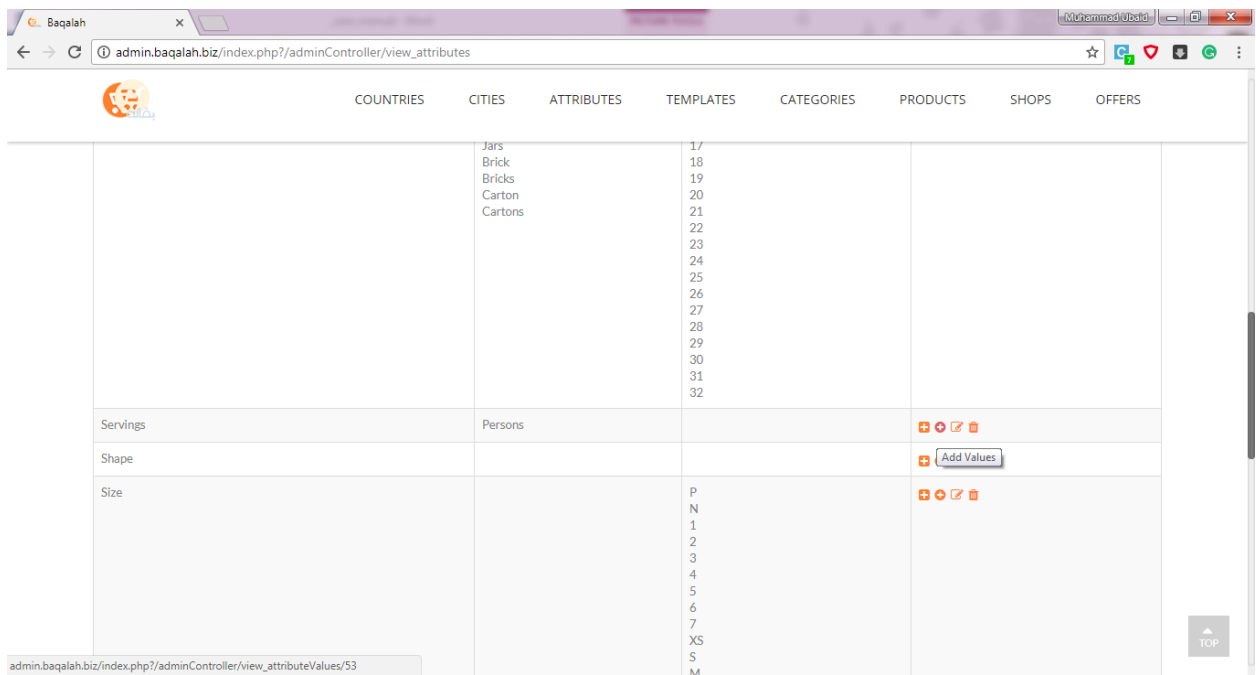 Baqalah
Muhammad Ubaid
admin.baqalah.biz/index.php?/adminController/view_attributes
7
بقالة
COUNTRIES CITIES ATTRIBUTES TEMPLATES CATEGORIES PRODUCTS SHOPS OFFERS
Jars 17
Brick 18
Bricks 19
Carton 20
Cartons 21
22
23
24
25
26
27
28
29
30
31
32
Servings Persons
Shape Add Values
Size P
N
1
2
3
4
5
6
7
XS
S
M
TOP
admin.baqalah.biz/index.php?/adminController/view_attributeValues/53